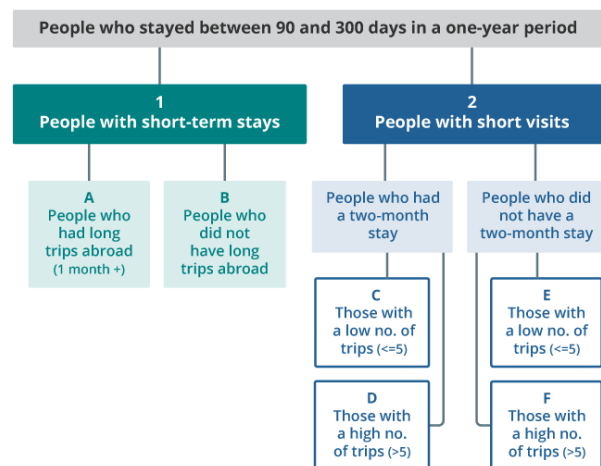 People who stayed between 90 and 300 days in a one-year period
1
People with short-term stays
2
People with short visits
A
People who
had long
trips abroad
(1 month +)
B
People who
did not
have long
trips abroad
People who had
a two-month
stay
People who did
not have a
two-month stay
C
Those with
a low no. of
trips (<=5)
E
Those with
a low no. of
trips (<=5)
D
Those with
a high no.
of trips (>5)
F
Those with
a high no.
of trips (>5)